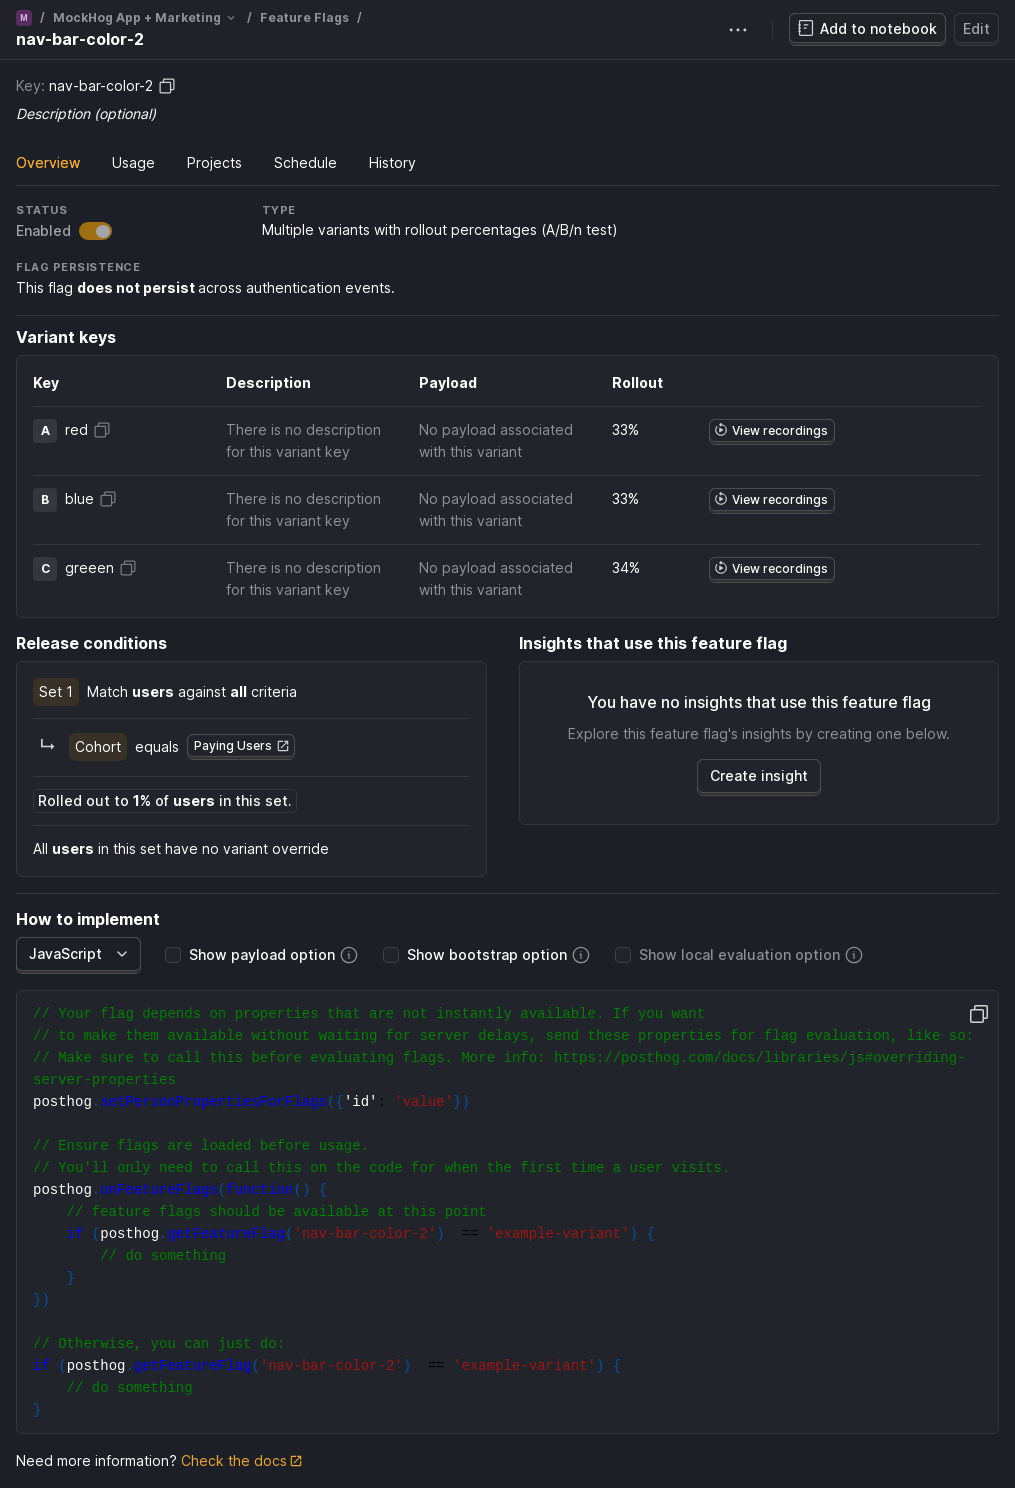 M / MockHog App + Marketing / Feature Flags /
nav-bar-color-2
Add to notebook
Edit
Key: nav-bar-color-2
Description (optional)
Overview Usage Projects Schedule History
STATUS TYPE
Enabled Multiple variants with rollout percentages (A/B/n test)
FLAG PERSISTENCE
This flag does not persist across authentication events.
Variant keys
Key Description Payload Rollout
A red There is no description No payload associated 33% View recordings
for this variant key with this variant
B blue There is no description No payload associated 33% View recordings
for this variant key with this variant
C greeen There is no description No payload associated 34% View recordings
for this variant key with this variant
Release conditions
Set 1 Match users against all criteria
Cohort equals Paying Users
Rolled out to 1% of users in this set.
All users in this set have no variant override
Insights that use this feature flag
You have no insights that use this feature flag
Explore this feature flag's insights by creating one below.
Create insight
How to implement
JavaScript Show payload option Show bootstrap option Show local evaluation option
// Your flag depends on properties that are not instantly available. If you want
// to make them available without waiting for server delays, send these properties for flag evaluation, like so:
// Make sure to call this before evaluating flags. More info: https://posthog.com/docs/libraries/js#overriding-
server-properties
posthog.setPersonPropertiesForFlags({'id': 'value'})
// Ensure flags are loaded before usage.
// You'll only need to call this on the code for when the first time a user visits.
posthog.onFeatureFlags(function() {
// feature flags should be available at this point
if (posthog.getFeatureFlag('nav-bar-color-2')  == 'example-variant') {
// do something
}
})
// Otherwise, you can just do:
if (posthog.getFeatureFlag('nav-bar-color-2')  == 'example-variant') {
// do something
}
Need more information? Check the docs